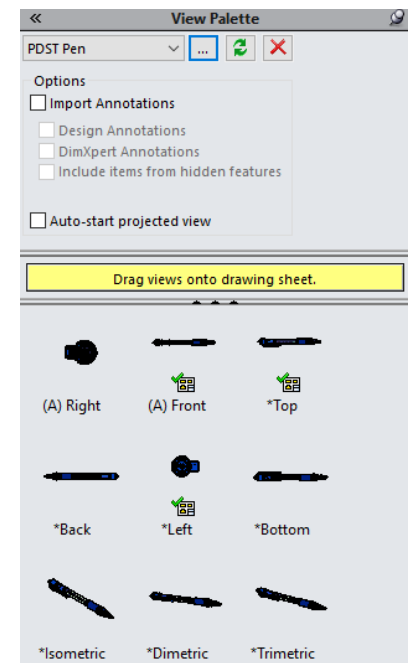 « View Palette
PDST Pen ...
Options
Import Annotations
Design Annotations
DimXpert Annotations
Include items from hidden features
Auto-start projected view
Drag views onto drawing sheet.
(A) Right (A) Front *Top
*Back *Left *Bottom
*Isometric *Dimetric *Trimetric